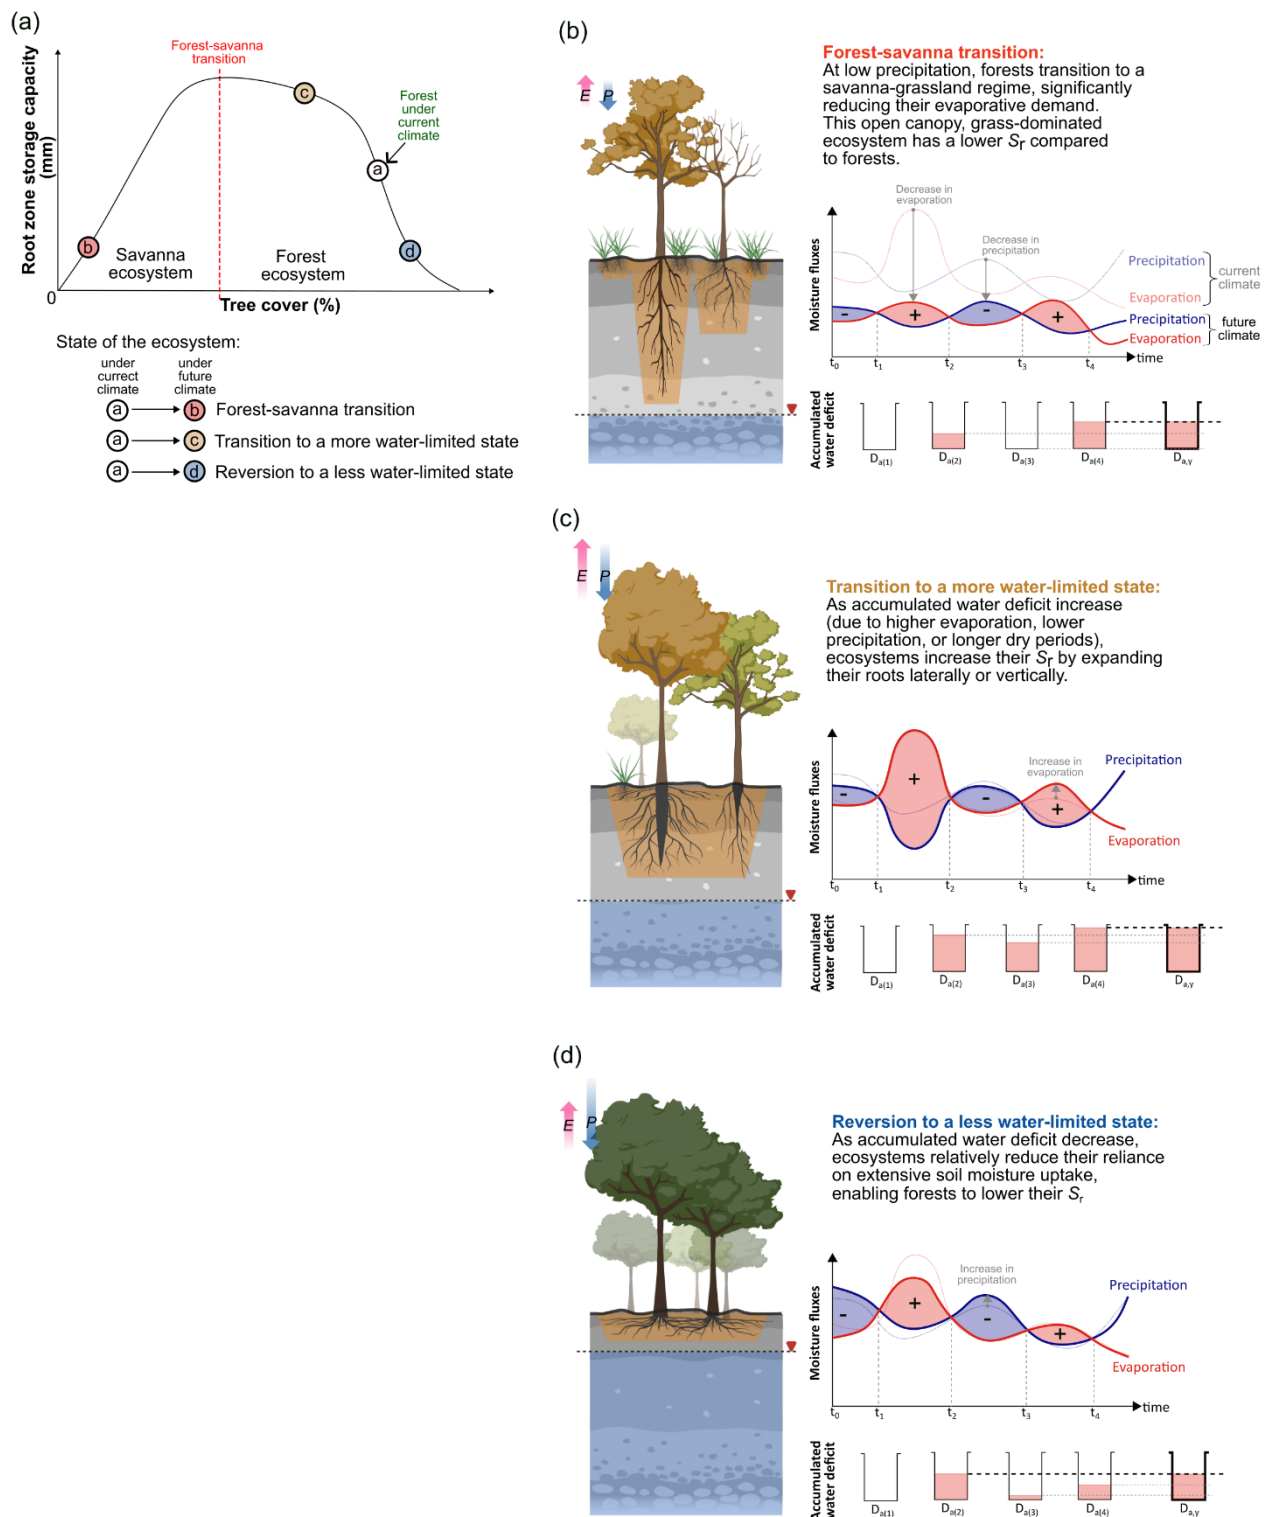 (a)
Root zone storage capacity
(mm)
Forest-savanna
transition
c
Forest
under
current
climate
a
b
d
Savanna
ecosystem
Forest
ecosystem
0
Tree cover (%)
State of the ecosystem:
under
currect
climate
under
future
climate
a b Forest-savanna transition
a c Transition to a more water-limited state
a d Reversion to a less water-limited state
(b)
E
P
Forest-savanna transition:
At low precipitation, forests transition to a
savanna-grassland regime, significantly
reducing their evaporative demand.
This open canopy, grass-dominated
ecosystem has a lower Sr compared
to forests.
Moisture fluxes
Decrease in
evaporation
Decrease in
precipitation
Precipitation
Evaporation
current
climate
Precipitation
Evaporation
future
climate
- + - +
t0 t1 t2 t3 t4 time
Accumulated
water deficit
Da(1) Da(2) Da(3) Da(4) Da,y
(c)
E
P
Transition to a more water-limited state:
As accumulated water deficit increase
(due to higher evaporation, lower
precipitation, or longer dry periods),
ecosystems increase their Sr by expanding
their roots laterally or vertically.
Moisture fluxes
Increase in
evaporation
Precipitation
Evaporation
- + - +
t0 t1 t2 t3 t4 time
Accumulated
water deficit
Da(1) Da(2) Da(3) Da(4) Da,y
(d)
E
P
Reversion to a less water-limited state:
As accumulated water deficit decrease,
ecosystems relatively reduce their reliance
on extensive soil moisture uptake,
enabling forests to lower their Sr
Moisture fluxes
Increase in
precipitation
Precipitation
Evaporation
- + - +
t0 t1 t2 t3 t4 time
Accumulated
water deficit
Da(1) Da(2) Da(3) Da(4) Da,y